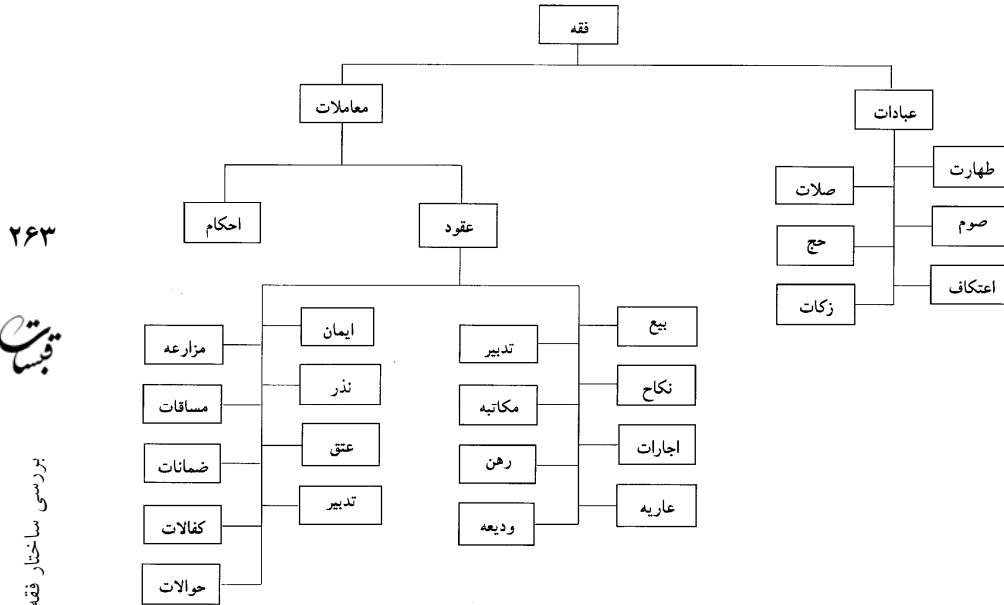 فقه
عبادات
معاملات
طهارت
صلات
صوم
حج
اعتکاف
زکات
عقود
احکام
بیع
تدبیر
نکاح
مکاتبه
اجارات
رهن
عاریه
ودیعه
ایمان
مزارعه
نذر
مساقات
عتق
ضمانات
تدبیر
کفالات
حوالات
۲۶۳
قبسات
بررسی ساختار فقه